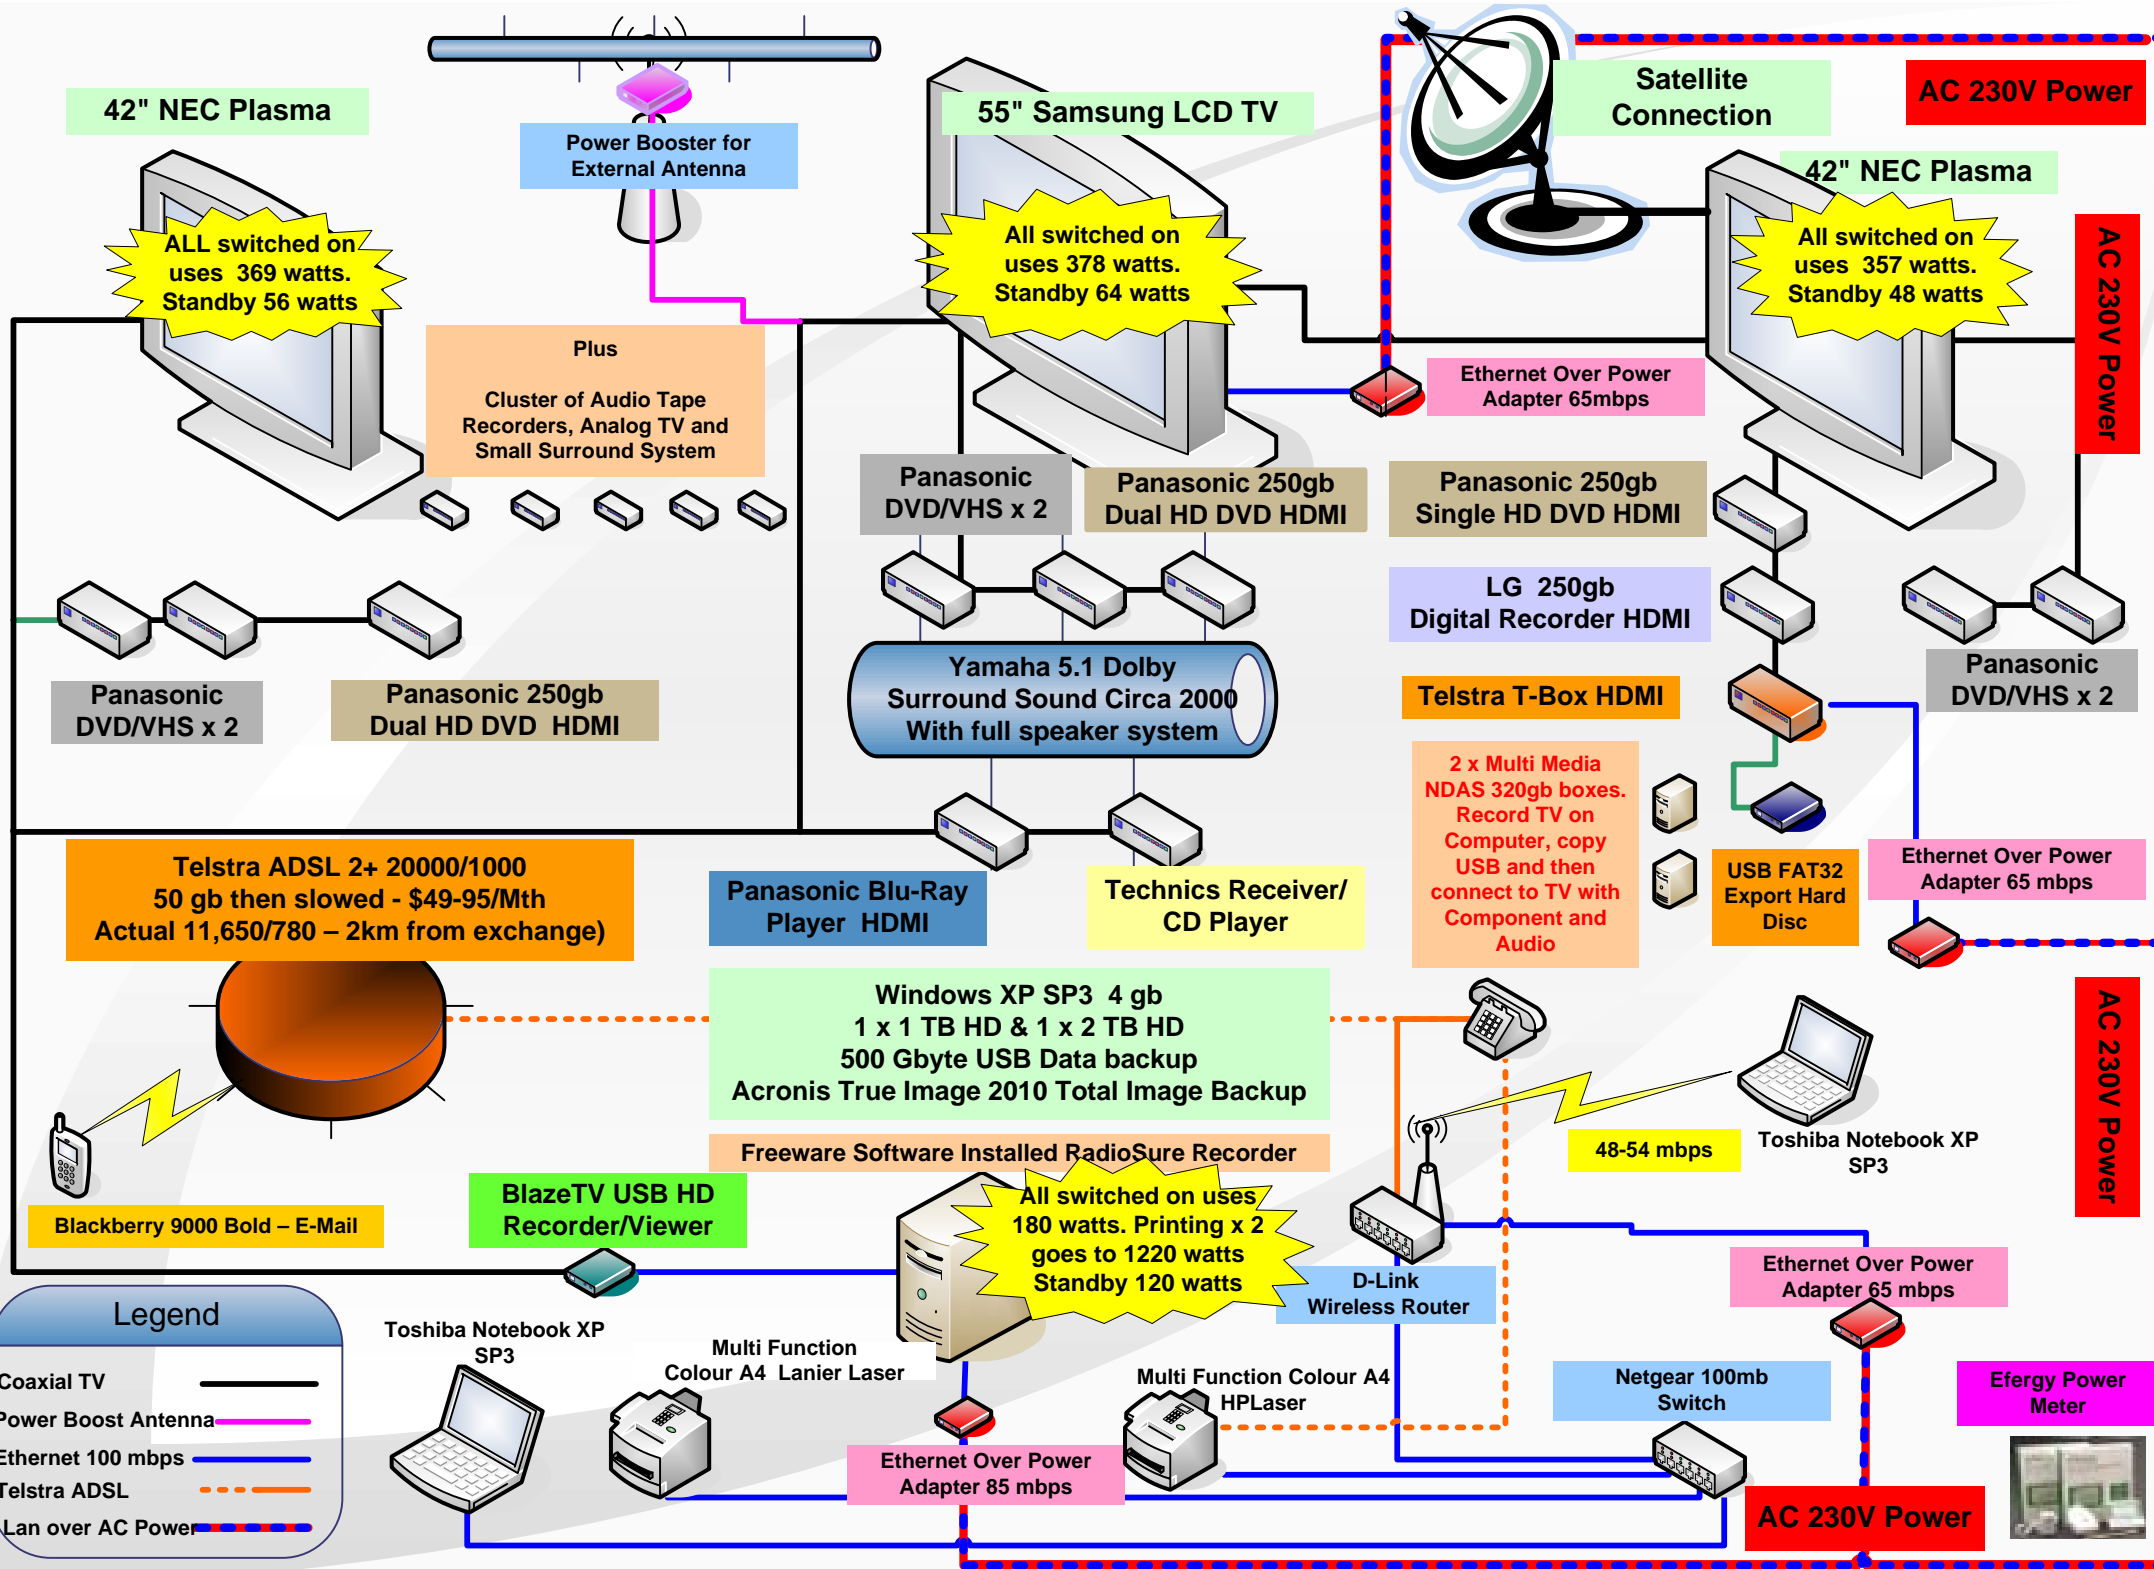 42" NEC Plasma
ALL switched on
uses 369 watts.
Standby 56 watts
Power Booster for
External Antenna
55" Samsung LCD TV
All switched on
uses 378 watts.
Standby 64 watts
Satellite
Connection
AC 230V Power
42" NEC Plasma
All switched on
uses 357 watts.
Standby 48 watts
AC 230V Power
Plus
Cluster of Audio Tape
Recorders, Analog TV and
Small Surround System
Ethernet Over Power
Adapter 65mbps
Panasonic
DVD/VHS x 2
Panasonic 250gb
Dual HD DVD HDMI
Panasonic 250gb
Single HD DVD HDMI
LG 250gb
Digital Recorder HDMI
Panasonic
DVD/VHS x 2
Panasonic 250gb
Dual HD DVD HDMI
Yamaha 5.1 Dolby
Surround Sound Circa 2000
With full speaker system
Telstra T-Box HDMI
Panasonic
DVD/VHS x 2
2 x Multi Media
NDAS 320gb boxes.
Record TV on
Computer, copy
USB and then
connect to TV with
Component and
Audio
USB FAT32
Export Hard
Disc
Ethernet Over Power
Adapter 65 mbps
Telstra ADSL 2+ 20000/1000
50 gb then slowed - $49-95/Mth
Actual 11,650/780 – 2km from exchange)
Panasonic Blu-Ray
Player HDMI
Technics Receiver/
CD Player
Windows XP SP3 4 gb
1 x 1 TB HD & 1 x 2 TB HD
500 Gbyte USB Data backup
Acronis True Image 2010 Total Image Backup
AC 230V Power
Freeware Software Installed RadioSure Recorder
48-54 mbps
Toshiba Notebook XP
SP3
Blackberry 9000 Bold – E-Mail
BlazeTV USB HD
Recorder/Viewer
All switched on uses
180 watts. Printing x 2
goes to 1220 watts
Standby 120 watts
D-Link
Wireless Router
Ethernet Over Power
Adapter 65 mbps
Legend
Coaxial TV
Power Boost Antenna
Ethernet 100 mbps
Telstra ADSL
Lan over AC Power
Toshiba Notebook XP
SP3
Multi Function
Colour A4 Lanier Laser
Multi Function Colour A4
HPLaser
Ethernet Over Power
Adapter 85 mbps
Netgear 100mb
Switch
Efergy Power
Meter
AC 230V Power